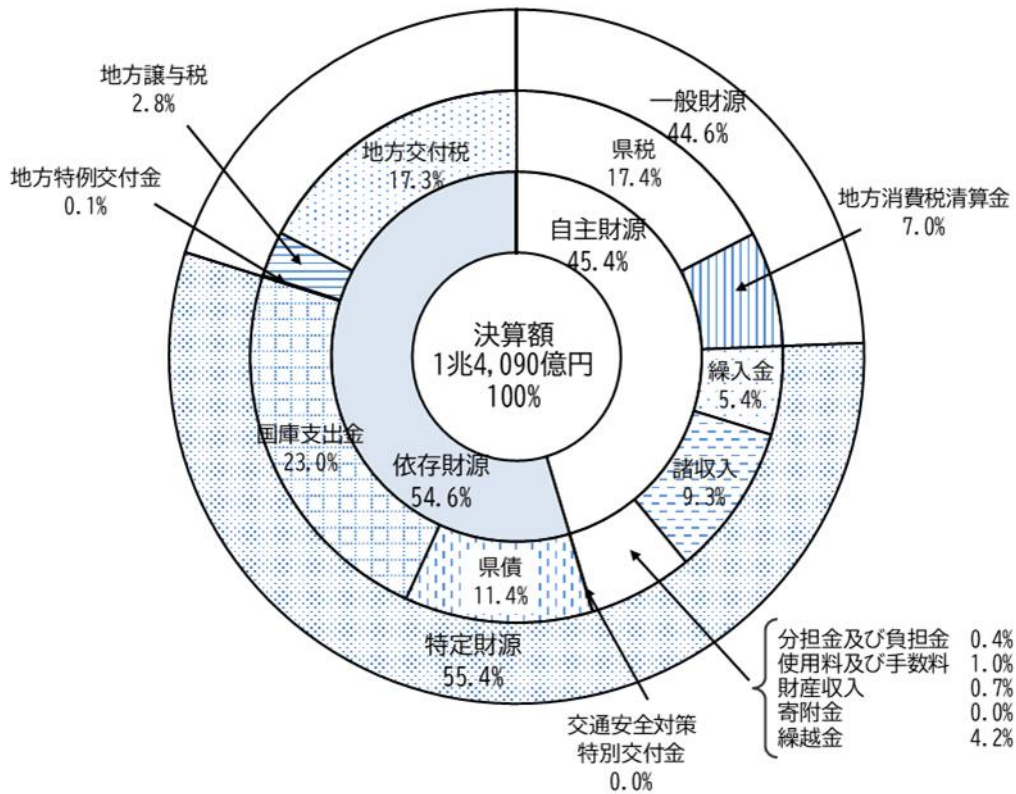 地方譲与税
2.8%
地方特例交付金
0.1%
地方交付税
17.3%
一般財源
44.6%
県税
17.4%
自主財源
45.4%
地方消費税清算金
7.0%
決算額
1兆4,090億円
100%
繰入金
5.4%
諸収入
9.3%
国庫支出金
23.0%
依存財源
54.6%
県債
11.4%
特定財源
55.4%
交通安全対策
特別交付金
0.0%
分担金及び負担金 0.4%
使用料及び手数料 1.0%
財産収入 0.7%
寄附金 0.0%
繰越金 4.2%